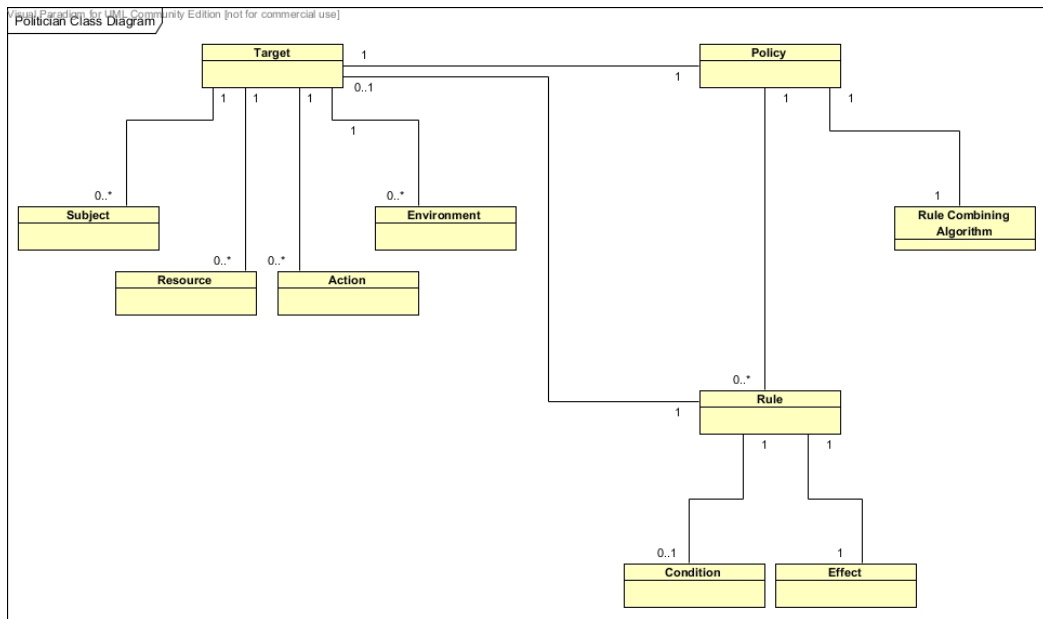 Visual Paradigm for UML Community Edition [not for commercial use]
Politician Class Diagram
Target
Policy
1
1
0..1
1
1
1
1
1
1
1
0..*
0..*
1
Subject
Environment
Rule Combining
Algorithm
0..*
0..*
Resource
Action
0..*
Rule
1
1
1
0..1
1
Condition
Effect